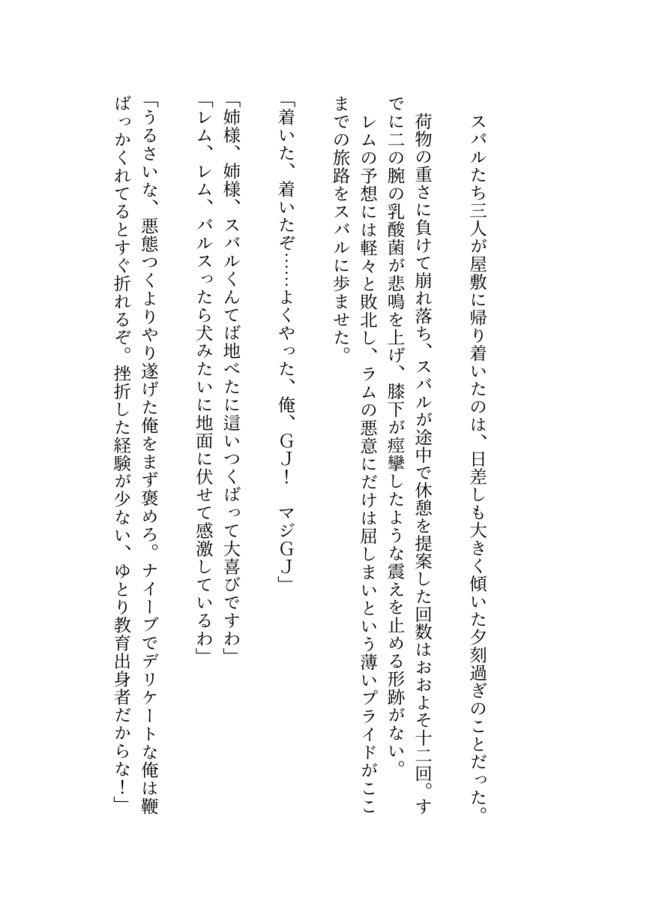 スバルたち三人が屋敷に帰り着いたのは、日差しも大きく傾いた夕刻過ぎのことだった。
荷物の重さに負けて崩れ落ち、スバルが途中で休憩を提案した回数はおおよそ十二回。す
でに二の腕の乳酸菌が悲鳴を上げ、膝下が痙攣したような震えを止める形跡がない。
レムの予想には軽々と敗北し、ラムの悪意にだけは屈しまいという薄いプライドがここ
までの旅路をスバルに歩ませた。
「着いた、着いたぞ……よくやった、俺、ＧＪ！　マジＧＪ」
「姉様、姉様、スバルくんてば地べたに這いつくばって大喜びですわ」
「レム、レム、バルスったら犬みたいに地面に伏せて感激しているわ」
「うるさいな、悪態つくよりやり遂げた俺をまず褒めろ。ナイーブでデリケートな俺は鞭
ばっかくれてるとすぐ折れるぞ。挫折した経験が少ない、ゆとり教育出身者だからな！」